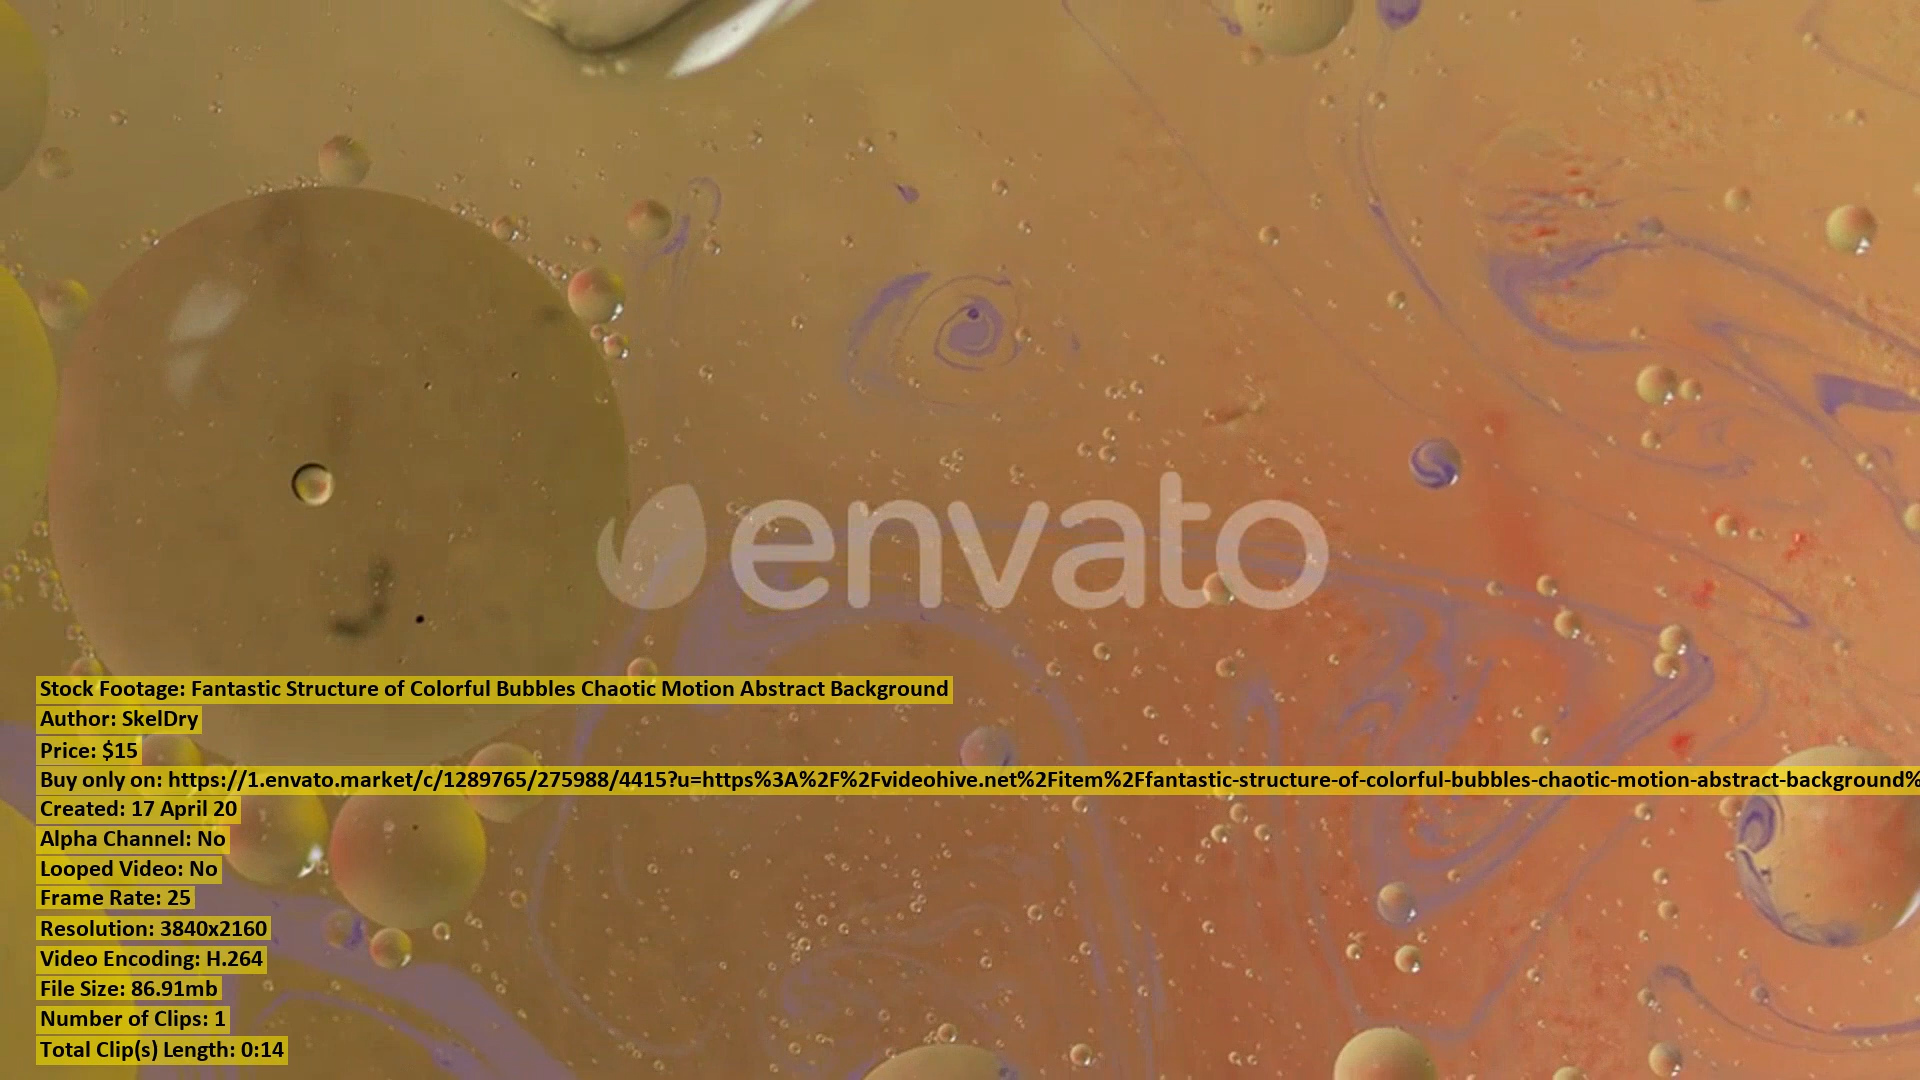 envato
Stock Footage: Fantastic Structure of Colorful Bubbles Chaotic Motion Abstract Background
Author: SkelDry
Price: $15
Buy only on: https://1.envato.market/c/1289765/275988/4415?u=https%3A%2F%2Fvideohive.net%2Fitem%2Ffantastic-structure-of-colorful-bubbles-chaotic-motion-abstract-background%
Created: 17 April 20
Alpha Channel: No
Looped Video: No
Frame Rate: 25
Resolution: 3840x2160
Video Encoding: H.264
File Size: 86.91mb
Number of Clips: 1
Total Clip(s) Length: 0:14